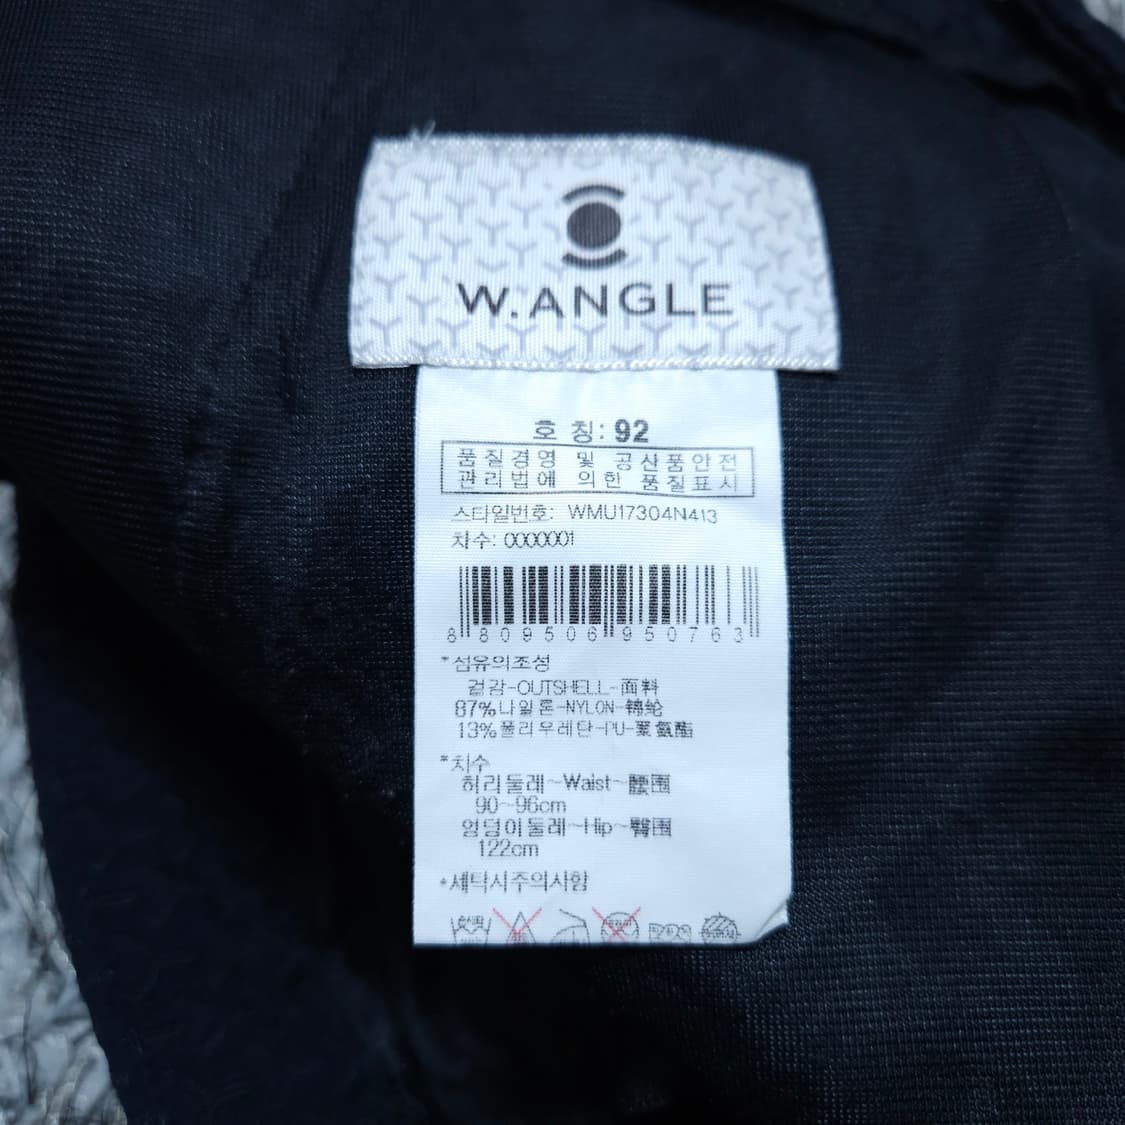 W.ANGLE
호 칭: 92
품질경영 및 공산품안전
관리법에 의한 품질표시
스타일번호: WMU17304N413
차수: 0000001
8 809506 950763
*섬유의조성
겉감-OUTSHELL-面料
87%나일론-NYLON-锦纶
13%폴리우레탄-PU-聚氨酯
*치수
허리둘레~Waist~腰围
90~96cm
엉덩이둘레~Hip~臀围
122cm
*세탁시주의사항